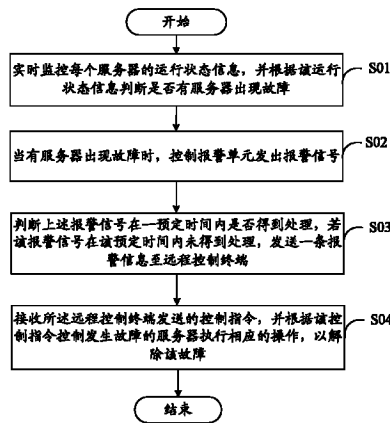 开始
实时监控每个服务器的运行状态信息，并根据该运行
状态信息判断是否有服务器出现故障
S01
当有服务器出现故障时，控制报警单元发出报警信号
S02
判断上述报警信号在一预定时间内是否得到处理，若
该报警信号在该预定时间内未得到处理，发送一条报
警信息至远程控制终端
S03
接收所述远程控制终端发送的控制指令，并根据该控
制指令控制发生故障的服务器执行相应的操作，以解
除该故障
S04
结束